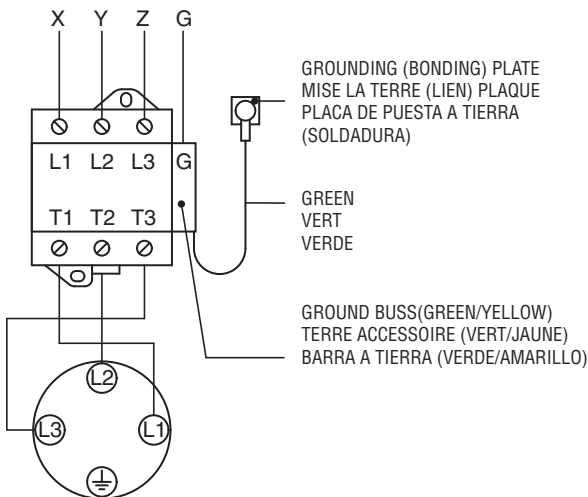 X Y Z G
GROUNDING (BONDING) PLATE
MISE LA TERRE (LIEN) PLAQUE
PLACA DE PUESTA A TIERRA
(SOLDADURA)
L1 L2 L3 G
T1 T2 T3
GREEN
VERT
VERDE
GROUND BUSS(GREEN/YELLOW)
TERRE ACCESSOIRE (VERT/JAUNE)
BARRA A TIERRA (VERDE/AMARILLO)
L2
L3 L1